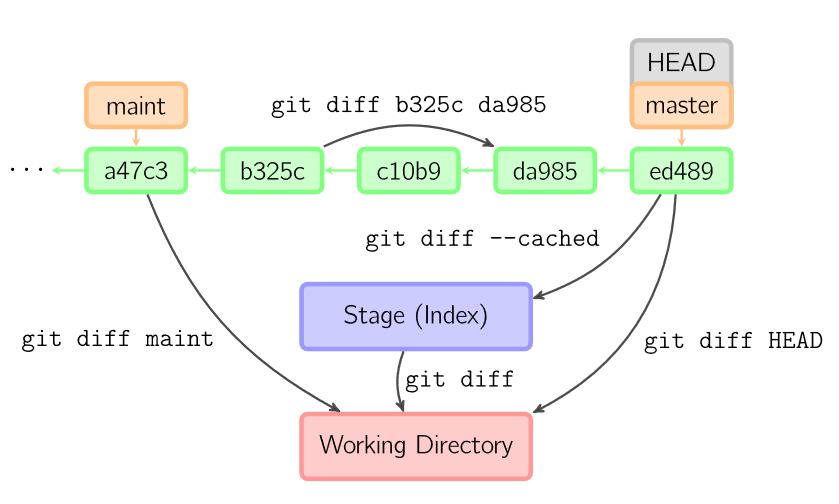 HEAD
maint
git diff b325c da985
master
...
a47c3
b325c
c10b9
da985
ed489
git diff --cached
Stage (Index)
git diff maint
git diff HEAD
git diff
Working Directory